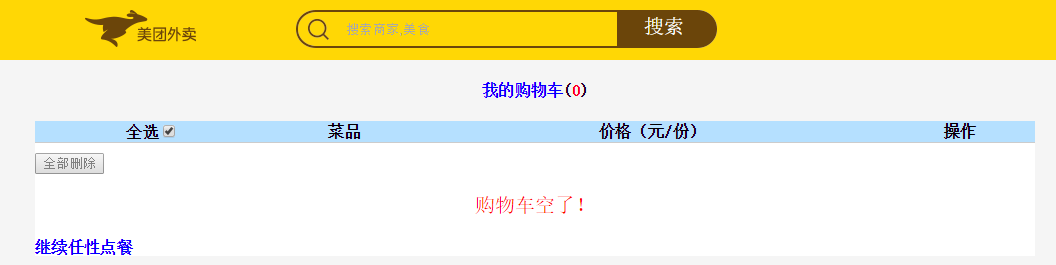 美团外卖
搜索商家,美食
搜索
我的购物车(0)
全选 菜品 价格（元/份） 操作
全部删除
购物车空了！
继续任性点餐